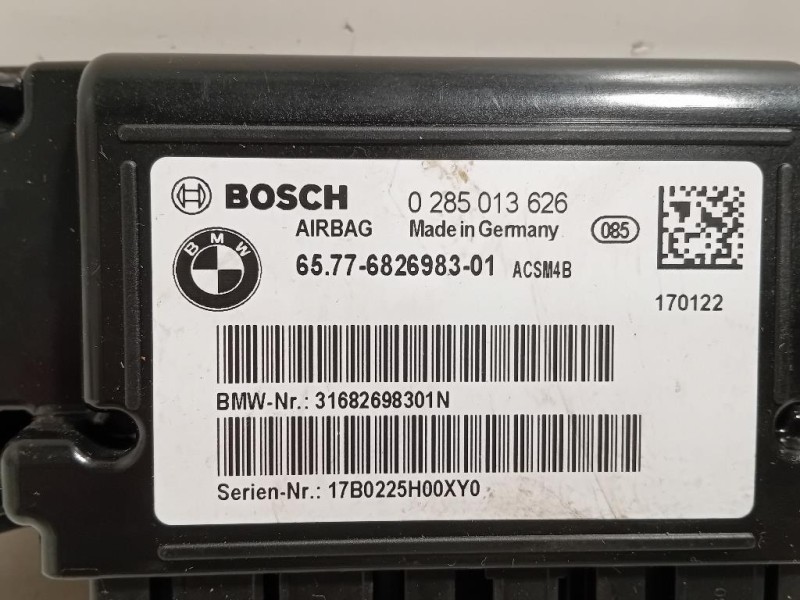 BOSCH 0 285 013 626
AIRBAG Made in Germany 085
BMW 65.77-6826983-01 ACSM4B
170122
BMW-Nr.: 31682698301N
Serien-Nr.: 17B0225H00XY0